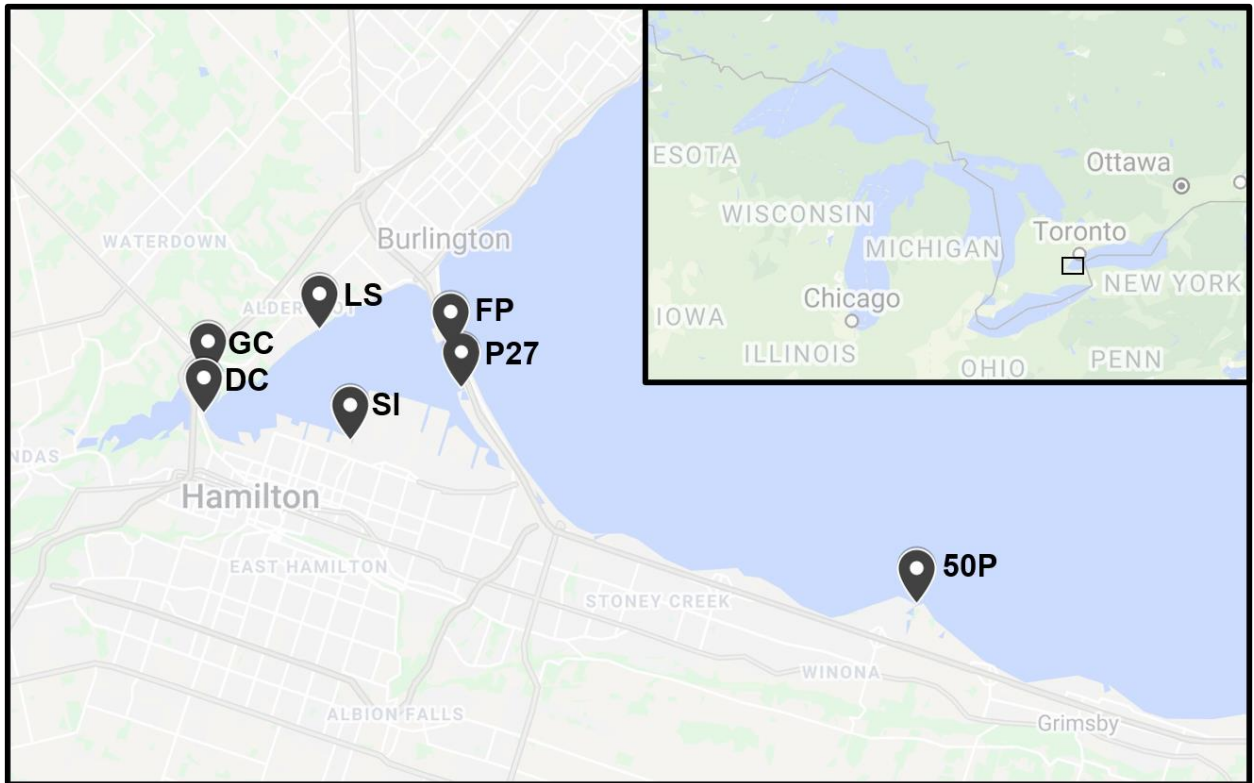 ESOTA
Ottawa
WISCONSIN
MICHIGAN
Toronto
NEW YORK
Chicago
IOWA
ILLINOIS
OHIO
PENN
WATERDOWN
Burlington
LS
FP
GC
P27
DC
SI
NDAS
Hamilton
EAST HAMILTON
50P
STONEY CREEK
WINONA
ALBION FALLS
Grimsby